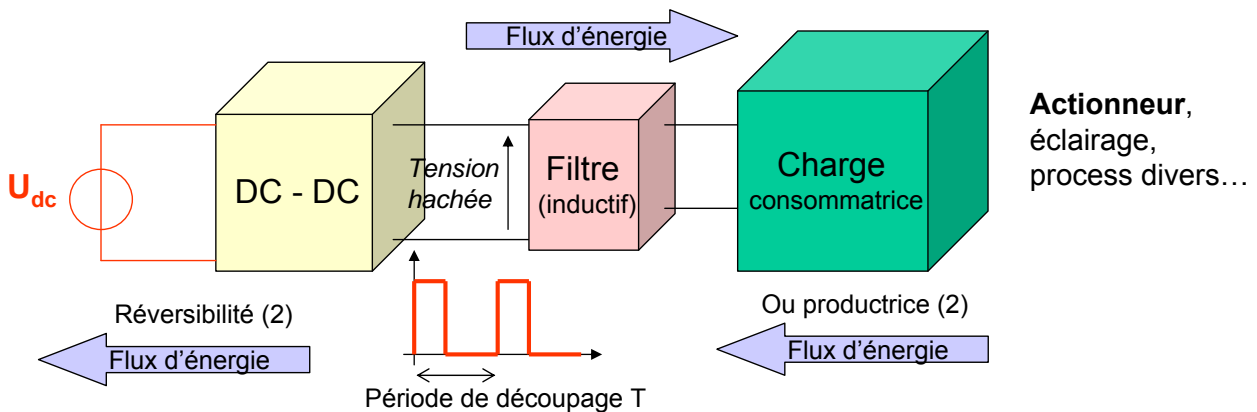 Flux d'énergie
U_dc
DC - DC
Tension
hachée
Filtre
(inductif)
Charge
consommatrice
Actionneur,
éclairage,
process divers…
Réversibilité (2)
Flux d'énergie
Période de découpage T
Ou productrice (2)
Flux d'énergie